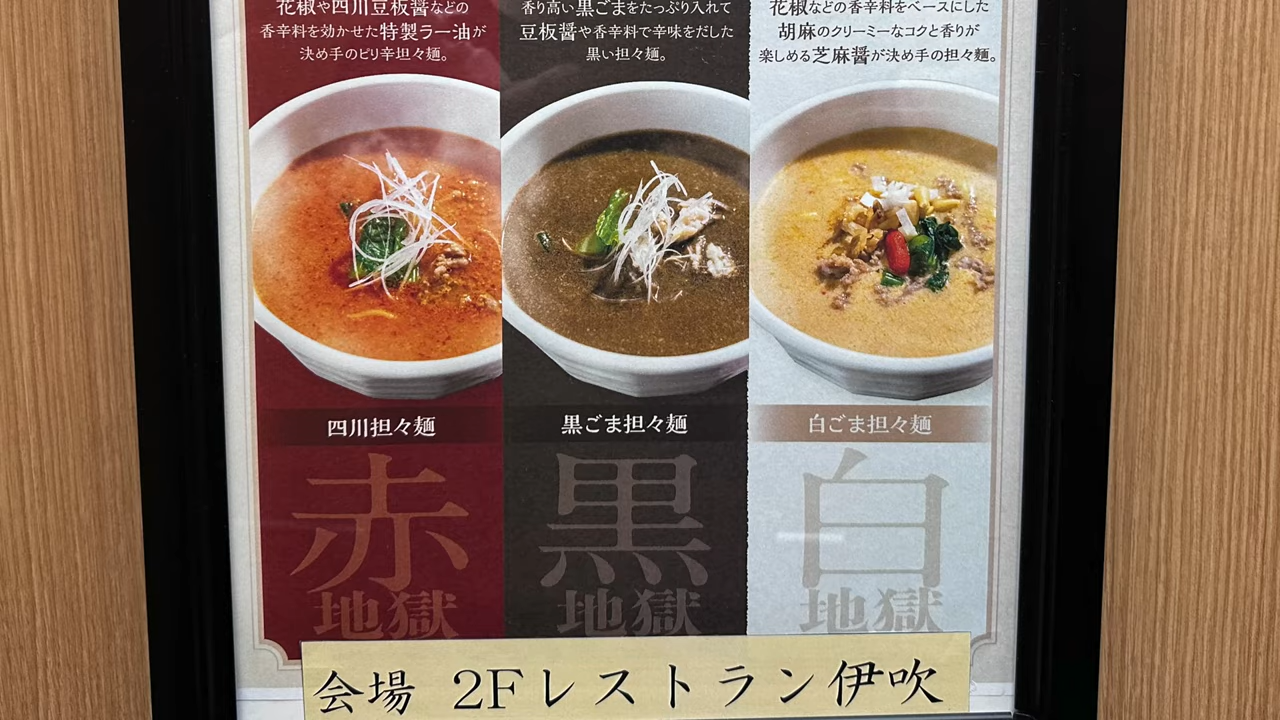 花椒や四川豆板醤などの
香辛料を効かせた特製ラー油が
決め手のピリ辛坦々麺。
香り高い黒ごまをたっぷり入れて
豆板醤や香辛料で辛味をだした
黒い担々麺。
花椒などの香辛料をベースにした
胡麻のクリーミーなコクと香りが
楽しめる芝麻醤が決め手の担々麺。
四川担々麺
黒ごま担々麺
白ごま担々麺
赤
地獄
黒
地獄
白
地獄
会場 2Fレストラン伊吹